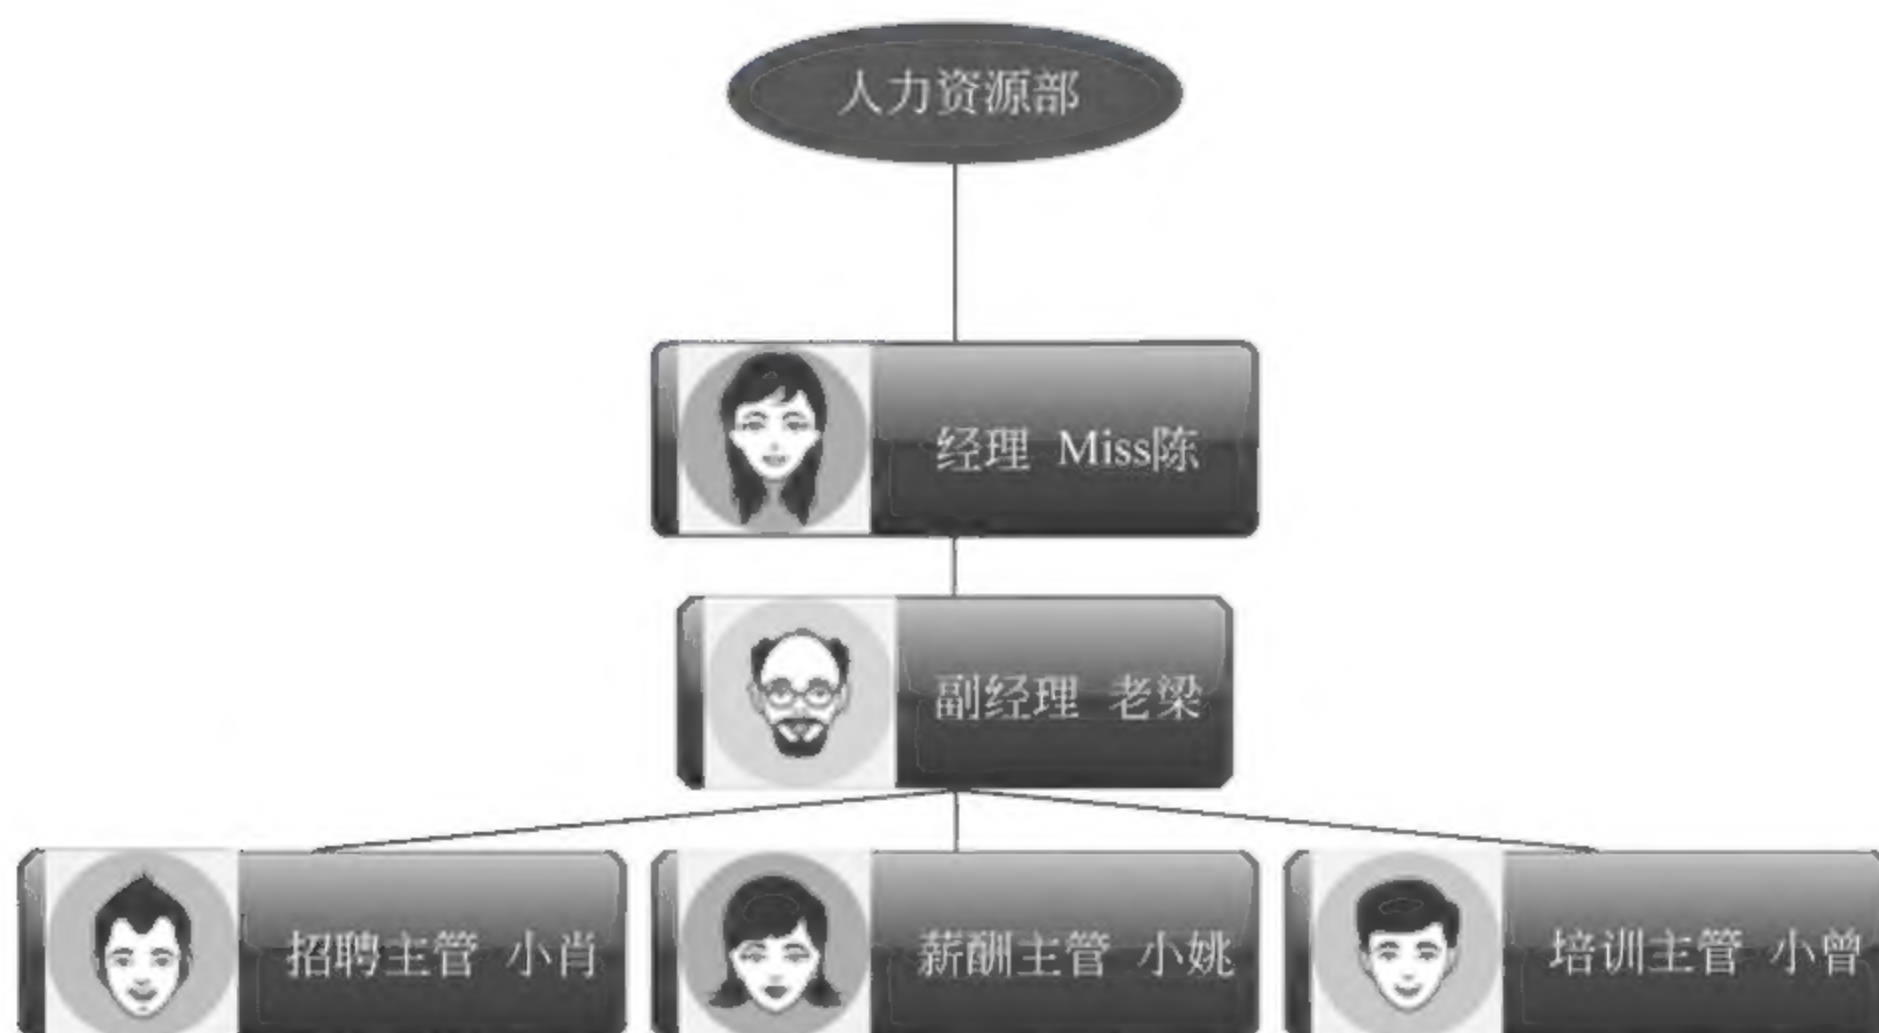 人力资源部
经理 Miss陈
副经理 老梁
招聘主管 小肖
薪酬主管 小姚
培训主管 小曾